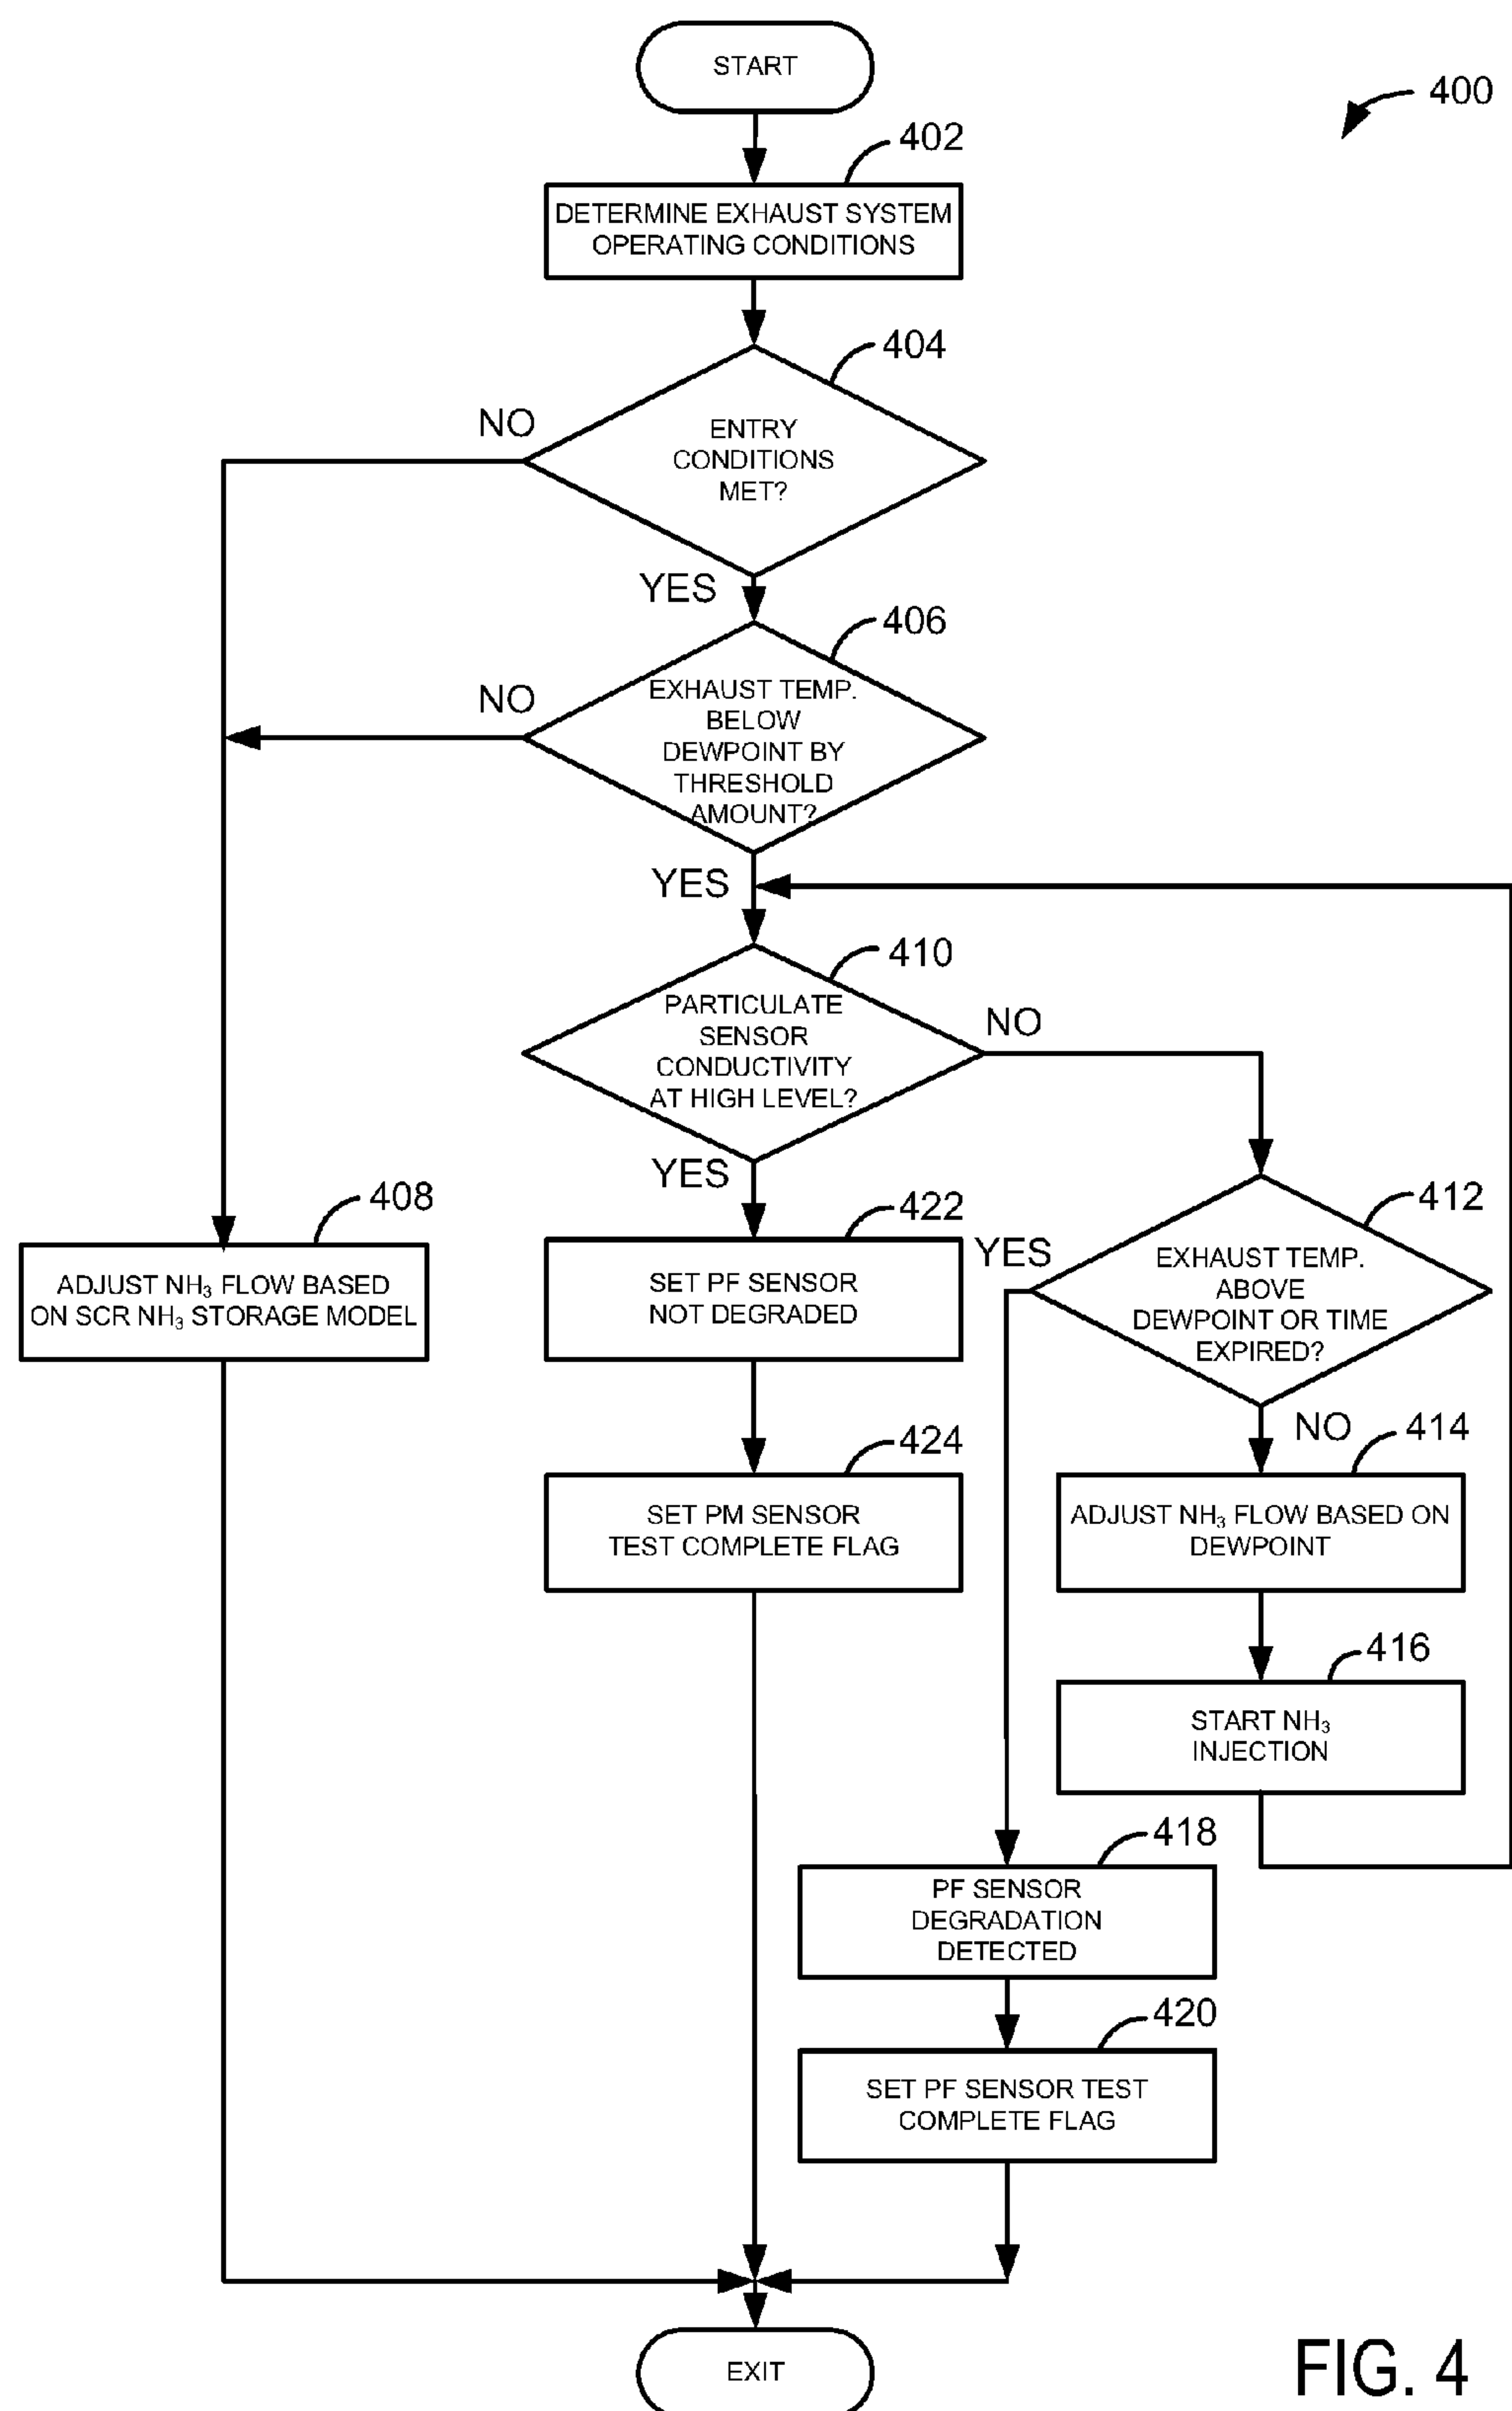 START
400
402
DETERMINE EXHAUST SYSTEM
OPERATING CONDITIONS
404
NO
ENTRY
CONDITIONS
MET?
YES
406
NO
EXHAUST TEMP.
BELOW
DEWPOINT BY
THRESHOLD
AMOUNT?
YES
410
PARTICULATE
SENSOR
CONDUCTIVITY
AT HIGH LEVEL?
NO
YES
408
ADJUST NH₃ FLOW BASED
ON SCR NH₃ STORAGE MODEL
422
SET PF SENSOR
NOT DEGRADED
412
YES
EXHAUST TEMP.
ABOVE
DEWPOINT OR TIME
EXPIRED?
NO
424
SET PM SENSOR
TEST COMPLETE FLAG
414
ADJUST NH₃ FLOW BASED ON
DEWPOINT
416
START NH₃
INJECTION
418
PF SENSOR
DEGRADATION
DETECTED
420
SET PF SENSOR TEST
COMPLETE FLAG
EXIT
FIG. 4